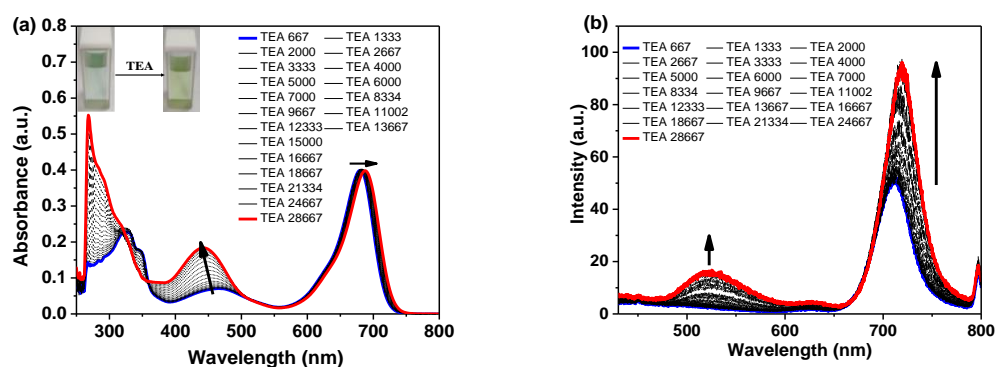 (a)
TEA
TEA 667 TEA 1333
TEA 2000 TEA 2667
TEA 3333 TEA 4000
TEA 5000 TEA 6000
TEA 7000 TEA 8334
TEA 9667 TEA 11002
TEA 12333 TEA 13667
TEA 15000
TEA 16667
TEA 18667
TEA 21334
TEA 24667
TEA 28667
Absorbance (a.u.)
0.8
0.7
0.6
0.5
0.4
0.3
0.2
0.1
0.0
300 400 500 600 700 800
Wavelength (nm)
(b)
TEA 667 TEA 1333 TEA 2000
TEA 2667 TEA 3333 TEA 4000
TEA 5000 TEA 6000 TEA 7000
TEA 8334 TEA 9667 TEA 11002
TEA 12333 TEA 13667 TEA 16667
TEA 18667 TEA 21334 TEA 24667
TEA 28667
Intensity (a.u.)
100
80
60
40
20
0
500 600 700 800
Wavelength (nm)